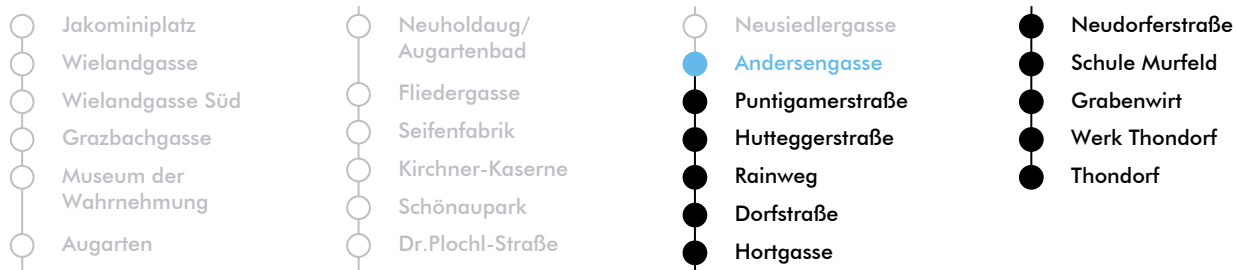 Jakominiplatz
Wielandgasse
Wielandgasse Süd
Grazbachgasse
Museum der
Wahrnehmung
Augarten
Neuholdaug/
Augartenbad
Fliedergasse
Seifenfabrik
Kirchner-Kaserne
Schönaupark
Dr.Plochl-Straße
Neusiedlergasse
Andersengasse
Puntigamerstraße
Hutteggerstraße
Rainweg
Dorfstraße
Hortgasse
Neudorferstraße
Schule Murfeld
Grabenwirt
Werk Thondorf
Thondorf